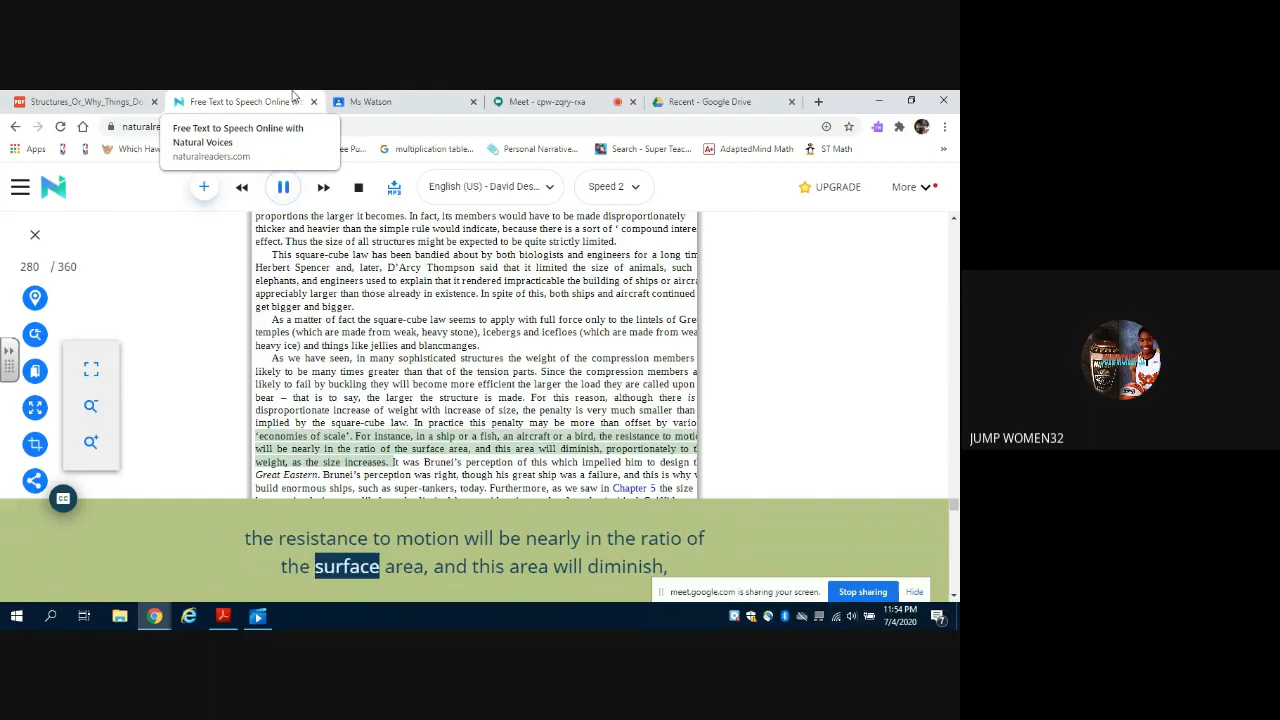 Structures_Or_Why_Things_Do
Free Text to Speech Online
Ms Watson
Meet - cpw-zqry-rxa
Recent - Google Drive
naturalre
Free Text to Speech Online with
Natural Voices
naturalreaders.com
Apps
Which Haw
ee Pu...
multiplication table...
Personal Narrative...
Search - Super Teac...
AdaptedMind Math
ST Math
MP3
English (US) - David Des...
Speed 2
UPGRADE
More
280 / 360
proportions the larger it becomes. In fact, its members would have to be made disproportionately
thicker and heavier than the simple rule would indicate, because there is a sort of ‘ compound intere
effect. Thus the size of all structures might be expected to be quite strictly limited.
This square-cube law has been bandied about by both biologists and engineers for a long tim
Herbert Spencer and, later, D’Arcy Thompson said that it limited the size of animals, such
elephants, and engineers used to explain that it rendered impracticable the building of ships or aircra
appreciably larger than those already in existence. In spite of this, both ships and aircraft continued
get bigger and bigger.
As a matter of fact the square-cube law seems to apply with full force only to the lintels of Gre
temples (which are made from weak, heavy stone), icebergs and icefloes (which are made from wea
heavy ice) and things like jellies and blancmanges,
As we have seen, in many sophisticated structures the weight of the compression members
likely to be many times greater than that of the tension parts. Since the compression members a
likely to fail by buckling they will become more efficient the larger the load they are called upon
bear – that is to say, the larger the structure is made. For this reason, although there is
disproportionate increase of weight with increase of size, the penalty is very much smaller than
implied by the square-cube law. In practice this penalty may be more than offset by vario
‘economies of scale’. For instance, in a ship or a fish, an aircraft or a bird, the resistance to motio
will be nearly in the ratio of the surface area, and this area will diminish, proportionately to t
weight, as the size increases. It was Brunei’s perception of this which impelled him to design t
Great Eastern. Brunei’s perception was right, though his great ship was a failure, and this is why w
build enormous ships, such as super-tankers, today. Furthermore, as we saw in Chapter 5 the size
the resistance to motion will be nearly in the ratio of
the surface area, and this area will diminish,
meet.google.com is sharing your screen.
Stop sharing
Hide
11:54 PM
7/4/2020
JUMP WOMEN32